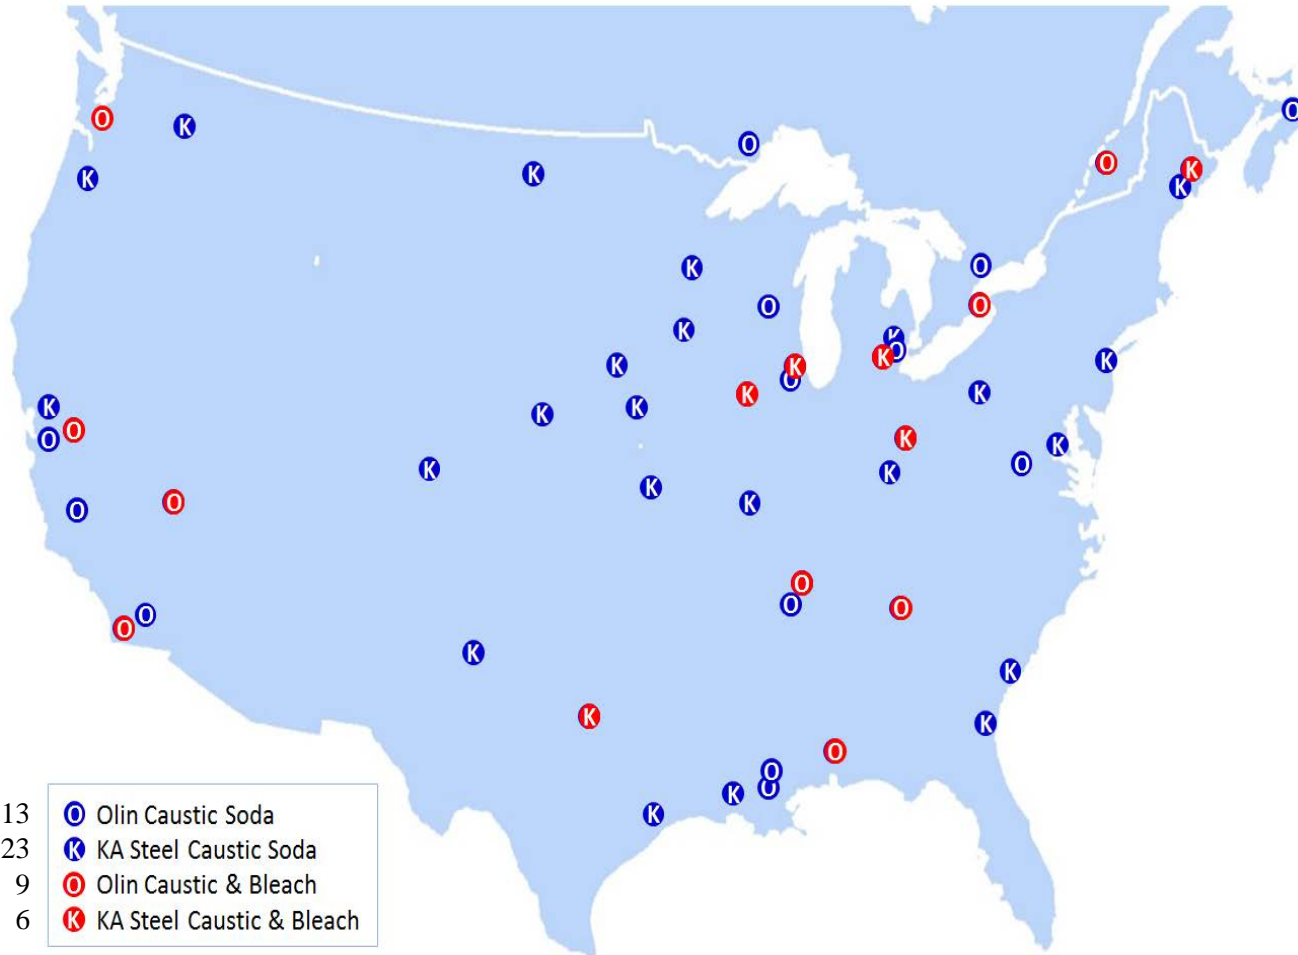 O
O
K
O
O
K
K
K
K
O
K
O
O
K
K
O
K
K
K
K
O
K
K
K
K
K
O
K
O
K
O
K
K
K
O
K
O
O
O
O
O
O
K
K
K
K
O
O
O
K
K
13 O Olin Caustic Soda
23 K KA Steel Caustic Soda
9 O Olin Caustic & Bleach
6 K KA Steel Caustic & Bleach